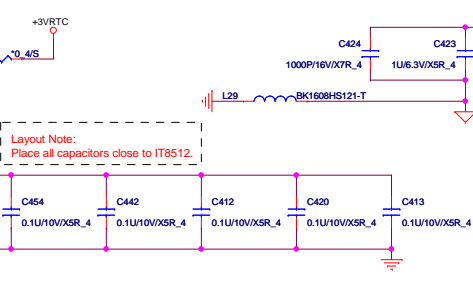 +3VRTC
*0_4/S
C424
C423
1000P/16V/X7R_4
1U/6.3V/X5R_4
L29
BK1608HS121-T
Layout Note:
Place all capacitors close to IT8512.
C454
C442
C412
C420
C413
0.1U/10V/X5R_4
0.1U/10V/X5R_4
0.1U/10V/X5R_4
0.1U/10V/X5R_4
0.1U/10V/X5R_4